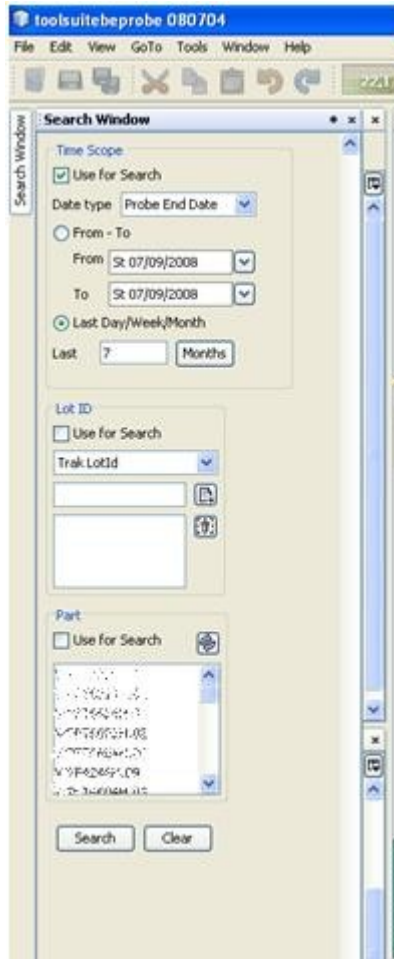 toolsuitebeprobe 080704
File Edit View GoTo Tools Window Help
Search Window
Search Window
Time Scope
Use for Search
Date type Probe End Date
From - To
From St 07/09/2008
To St 07/09/2008
Last Day/Week/Month
Last 7 Months
Lot ID
Use for Search
Trak.LotId
Part
Use for Search
Search Clear